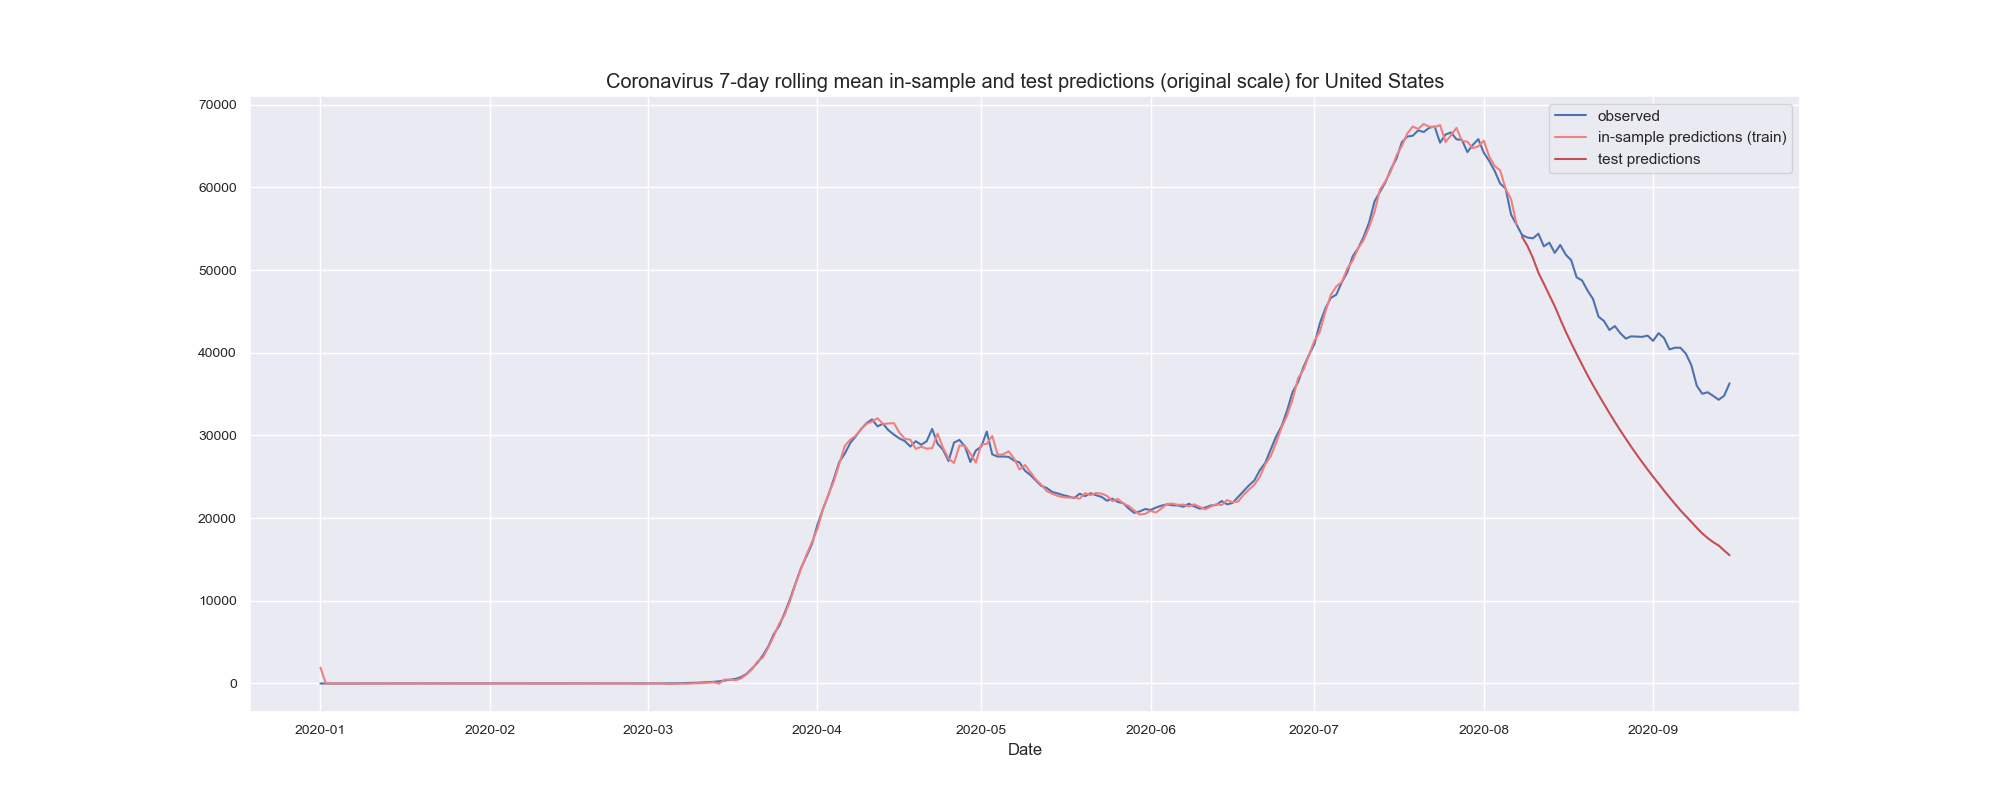 Coronavirus 7-day rolling mean in-sample and test predictions (original scale) for United States
70000
60000
50000
40000
30000
20000
10000
0
observed
in-sample predictions (train)
test predictions
2020-01 2020-02 2020-03 2020-04 2020-05 2020-06 2020-07 2020-08 2020-09
Date